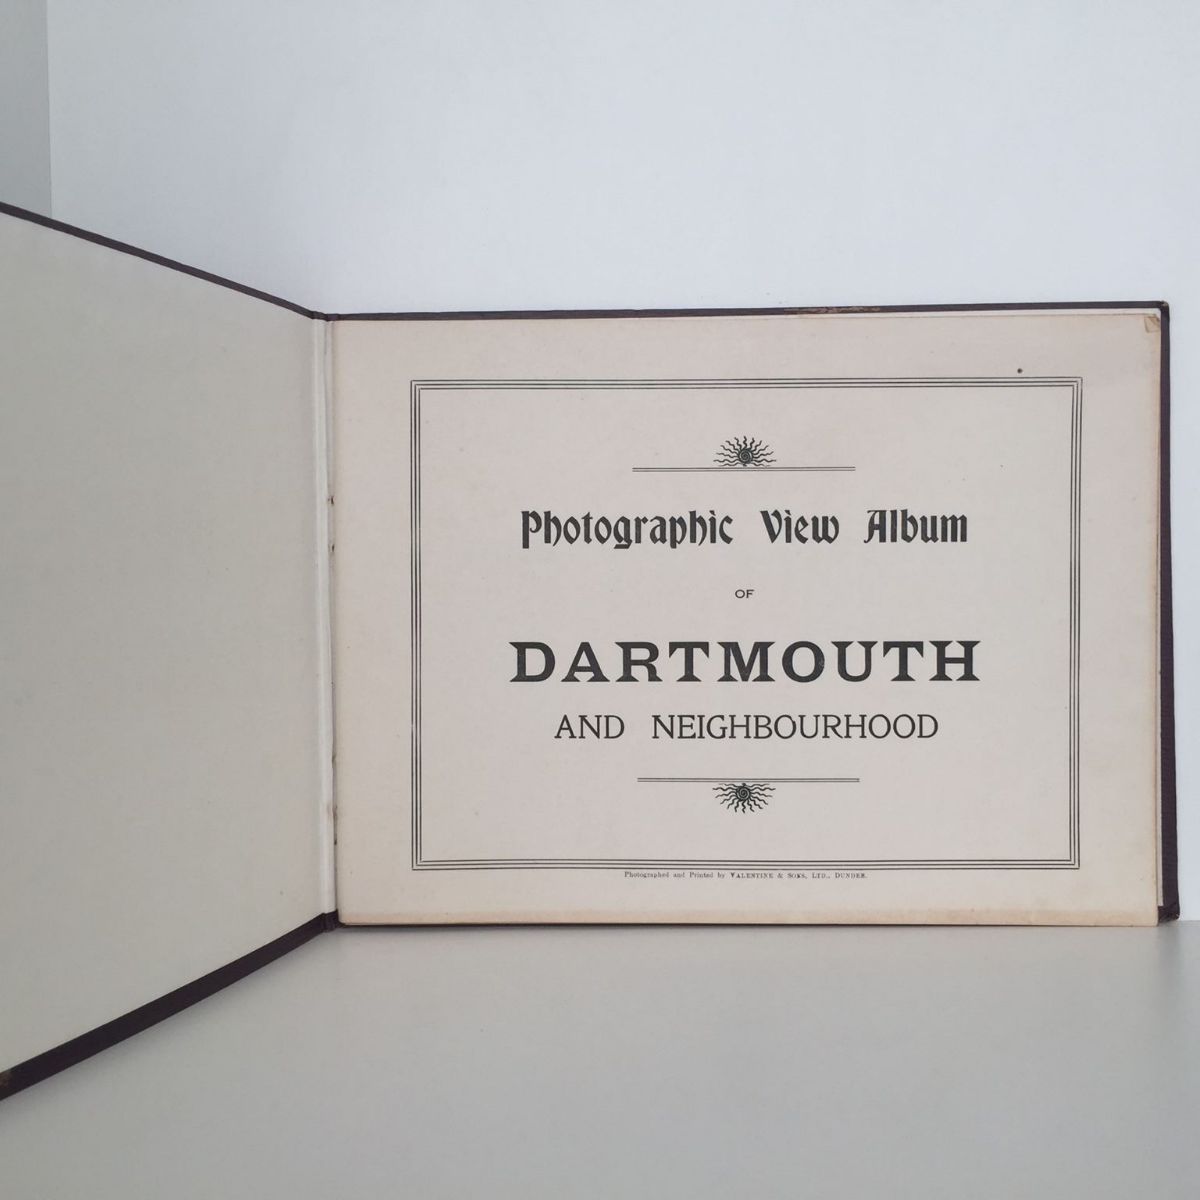 Photographic View Album
OF
DARTMOUTH
AND NEIGHBOURHOOD
Photographed and Printed by VALENTINE & SONS, LTD., DUNDEE.